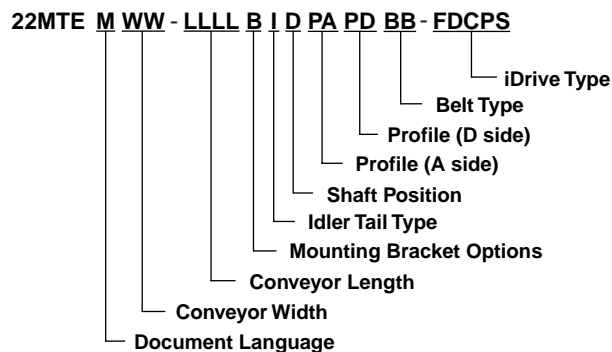 22MTE M WW - LLLL B I D PA PD BB - FDCPS
iDrive Type
Belt Type
Profile (D side)
Profile (A side)
Shaft Position
Idler Tail Type
Mounting Bracket Options
Conveyor Length
Conveyor Width
Document Language